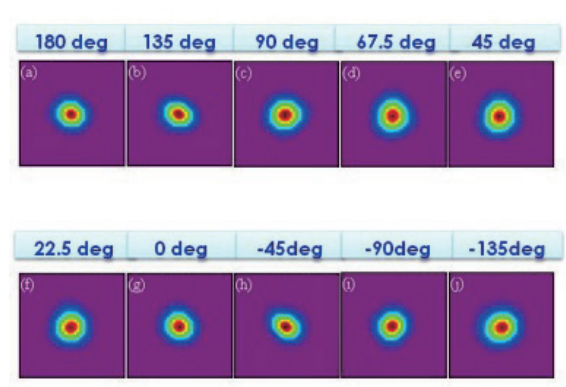 180 deg 135 deg 90 deg 67.5 deg 45 deg
(a) (b) (c) (d) (e)
22.5 deg 0 deg -45deg -90deg -135deg
(f) (g) (h) (i) (j)